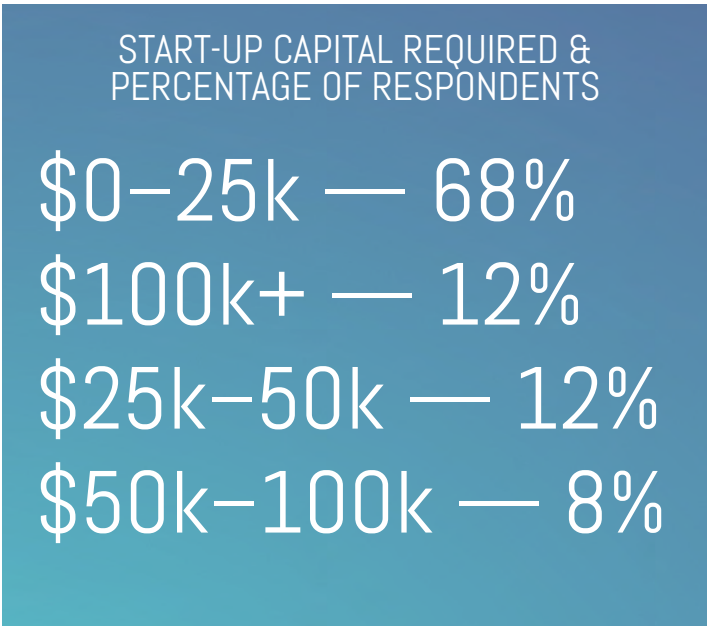 START-UP CAPITAL REQUIRED &
PERCENTAGE OF RESPONDENTS
$0–25k — 68%
$100k+ — 12%
$25k–50k — 12%
$50k–100k — 8%